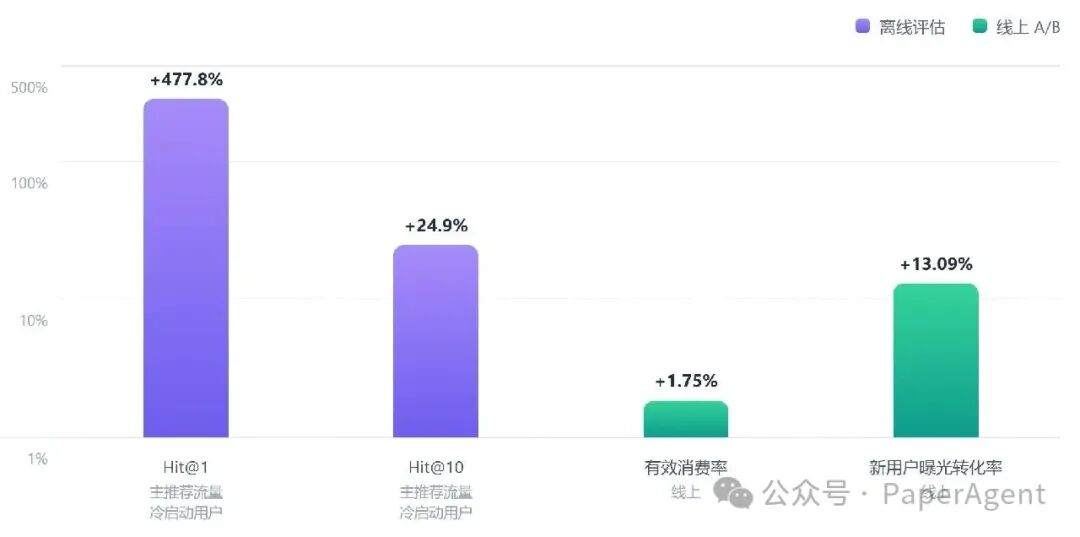 离线评估
线上 A/B
500%
100%
10%
1%
+477.8%
+24.9%
+1.75%
+13.09%
Hit@1
主推荐流量
冷启动用户
Hit@10
主推荐流量
冷启动用户
有效消费率
线上
新用户曝光转化率
线上
公众号 · PaperAgent